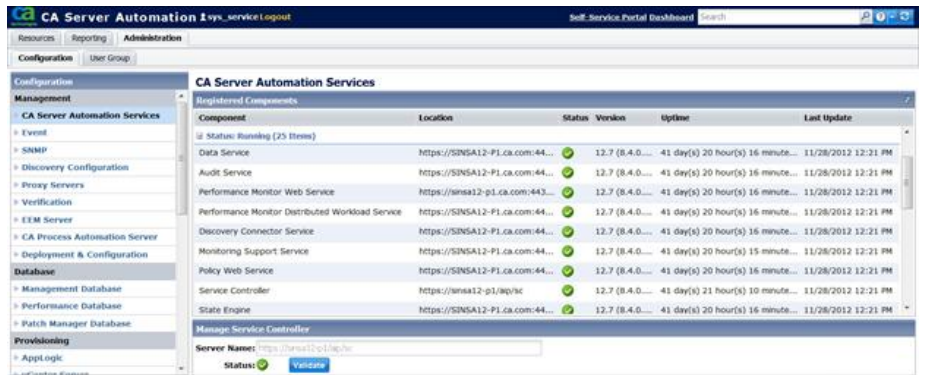 ca technologies CA Server Automation sys_service Logout Self-Service Portal Dashboard Search
Resources Reporting Administration
Configuration User Group
Configuration
Management
CA Server Automation Services
Event
SNMP
Discovery Configuration
Proxy Servers
Verification
EEM Server
CA Process Automation Server
Deployment & Configuration
Database
Management Database
Performance Database
Patch Manager Database
Provisioning
AppLogic
CA Server Automation Services
Registered Components
Component Location Status Version Uptime Last Update
Status: Running (25 Items)
Data Service https://SINSA12-P1.ca.com:44... 12.7 (8.4.0.... 41 day(s) 20 hour(s) 16 minute... 11/28/2012 12:21 PM
Audit Service https://SINSA12-P1.ca.com:44... 12.7 (8.4.0.... 41 day(s) 20 hour(s) 16 minute... 11/28/2012 12:21 PM
Performance Monitor Web Service https://sinsa12-p1.ca.com:443... 12.7 (8.4.0.... 41 day(s) 20 hour(s) 16 minute... 11/28/2012 12:21 PM
Performance Monitor Distributed Workload Service https://SINSA12-P1.ca.com:44... 12.7 (8.4.0.... 41 day(s) 20 hour(s) 16 minute... 11/28/2012 12:21 PM
Discovery Connector Service https://SINSA12-P1.ca.com:44... 12.7 (8.4.0.... 41 day(s) 20 hour(s) 16 minute... 11/28/2012 12:21 PM
Monitoring Support Service https://SINSA12-P1.ca.com:44... 12.7 (8.4.0.... 41 day(s) 20 hour(s) 15 minute... 11/28/2012 12:21 PM
Policy Web Service https://SINSA12-P1.ca.com:44... 12.7 (8.4.0.... 41 day(s) 20 hour(s) 16 minute... 11/28/2012 12:21 PM
Service Controller https://sinsa12-p1/aip/sc 12.7 (8.4.0.... 41 day(s) 21 hour(s) 10 minute... 11/28/2012 12:21 PM
State Engine https://SINSA12-P1.ca.com:44... 12.7 (8.4.0.... 41 day(s) 20 hour(s) 16 minute... 11/28/2012 12:21 PM
Manage Service Controller
Server Name: https://sinsa12-p1/aip/sc
Status: Validate